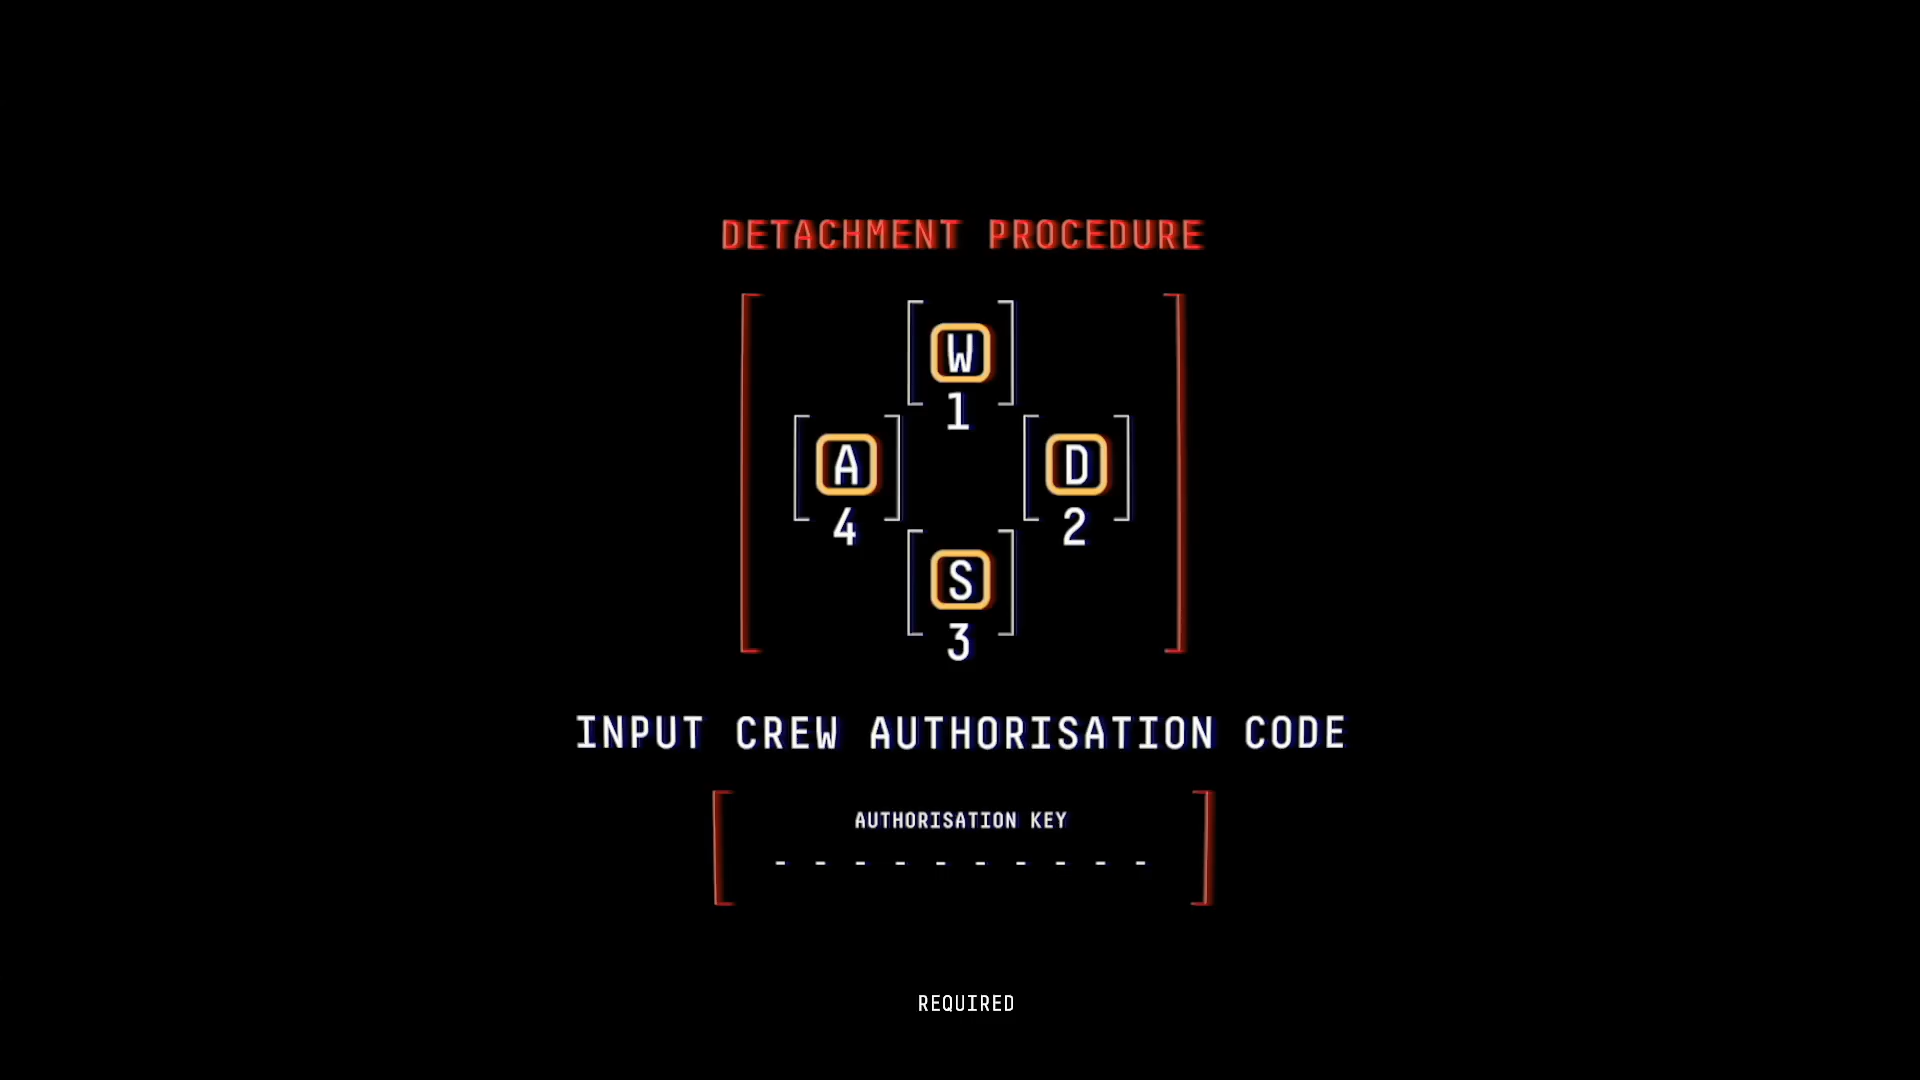 DETACHMENT PROCEDURE
W
1
A
D
4
2
S
3
INPUT CREW AUTHORISATION CODE
AUTHORISATION KEY
- - - - - - - - - -
REQUIRED